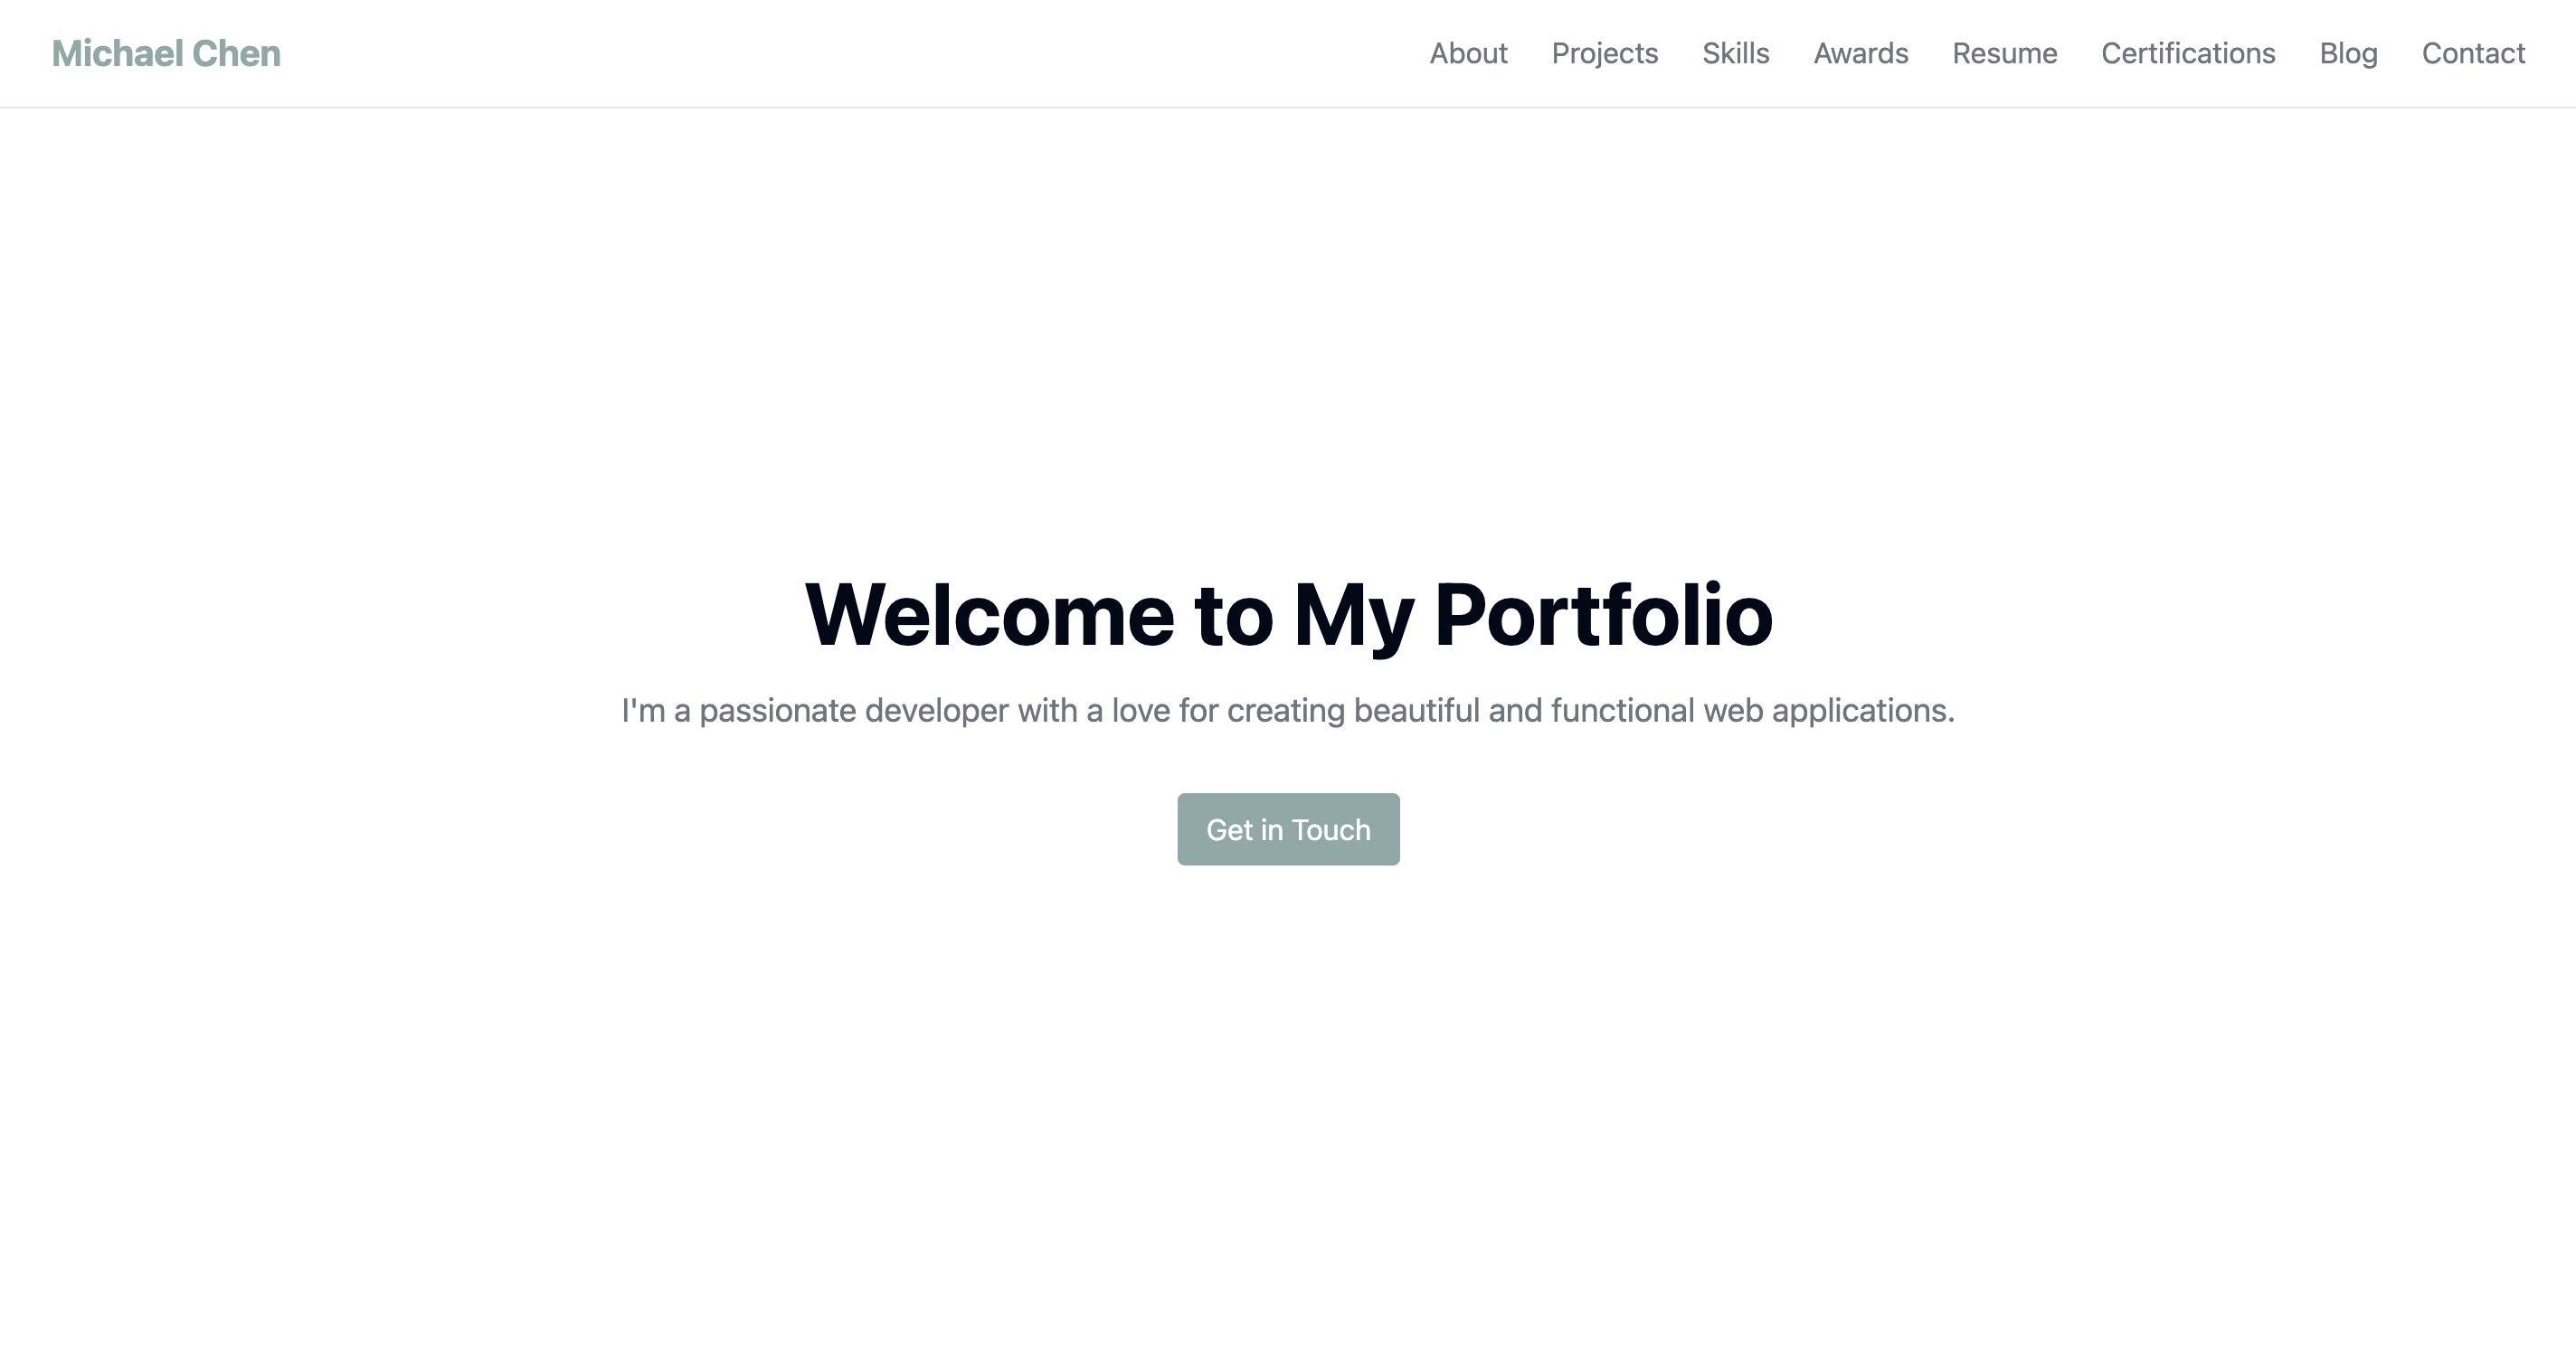 Michael Chen
About Projects Skills Awards Resume Certifications Blog Contact
Welcome to My Portfolio
I'm a passionate developer with a love for creating beautiful and functional web applications.
Get in Touch